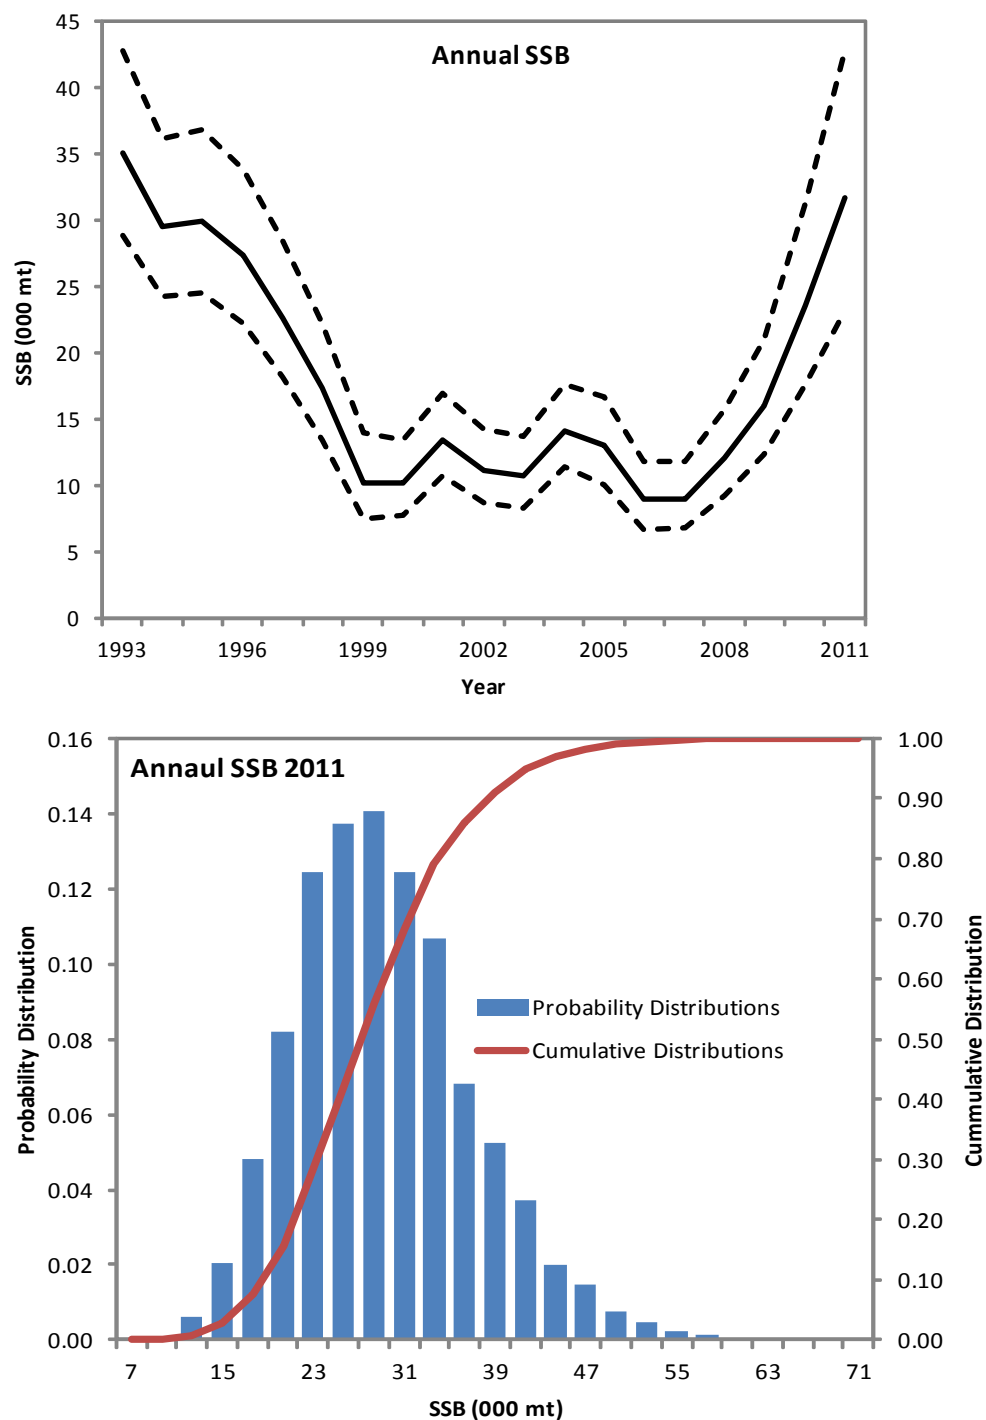 Annual SSB
45
40
35
30
25
20
15
10
5
0
SSB (000 mt)
1993 1996 1999 2002 2005 2008 2011
Year
Annaul SSB 2011
0.16
0.14
0.12
0.10
0.08
0.06
0.04
0.02
0.00
Probability Distribution
Probability Distributions
Cumulative Distributions
1.00
0.90
0.80
0.70
0.60
0.50
0.40
0.30
0.20
0.10
0.00
Cummulative Distribution
7 15 23 31 39 47 55 63 71
SSB (000 mt)